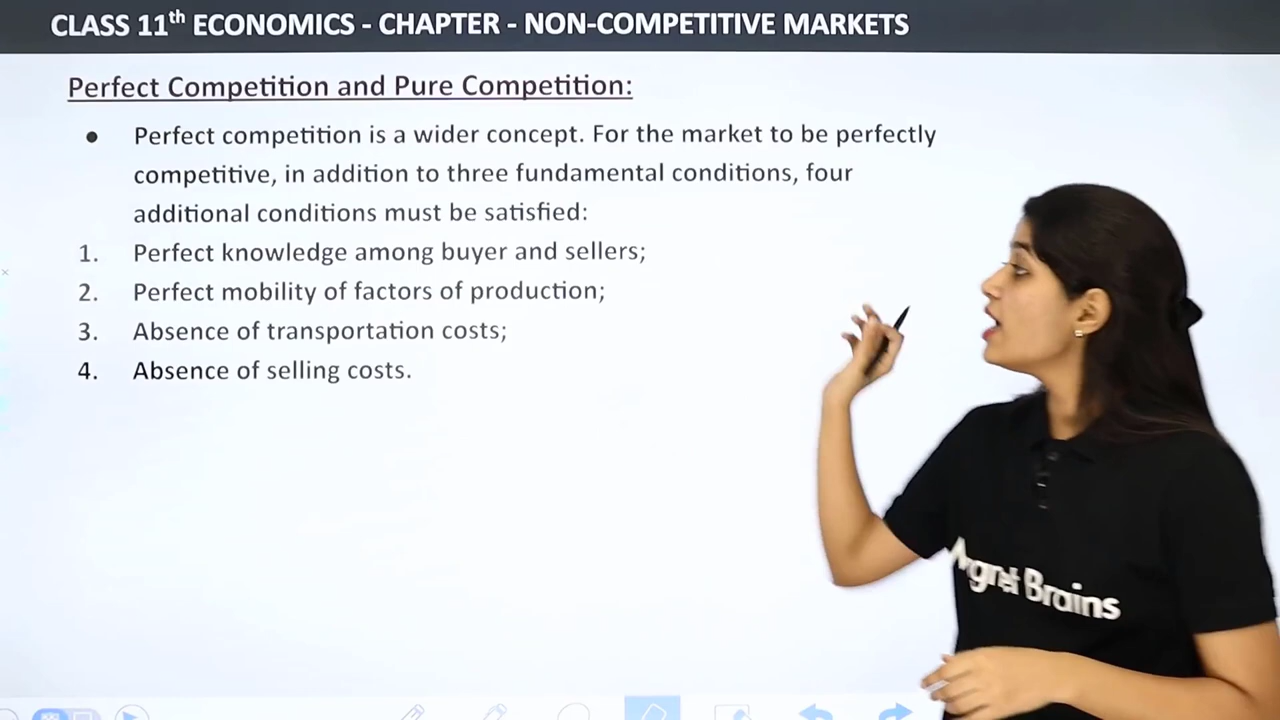 CLASS 11th ECONOMICS - CHAPTER - NON-COMPETITIVE MARKETS
Perfect Competition and Pure Competition:
• Perfect competition is a wider concept. For the market to be perfectly
competitive, in addition to three fundamental conditions, four
additional conditions must be satisfied:
1. Perfect knowledge among buyer and sellers;
2. Perfect mobility of factors of production;
3. Absence of transportation costs;
4. Absence of selling costs.
Brains